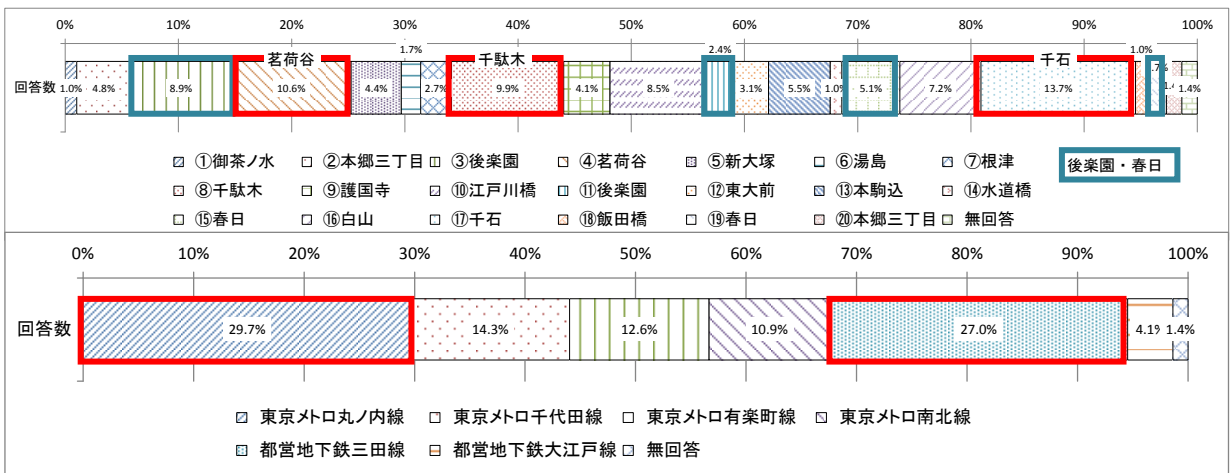 0% 10% 20% 30% 40% 50% 60% 70% 80% 90% 100%
茗荷谷 1.7% 千駄木 2.4% 千石 1.0%
回答数 1.0% 4.8% 8.9% 10.6% 4.4% 2.7% 9.9% 4.1% 8.5% 3.1% 5.5% 1.0% 5.1% 7.2% 13.7% .7% 1.4 1.4%
①御茶ノ水 ②本郷三丁目 ③後楽園 ④茗荷谷 ⑤新大塚 ⑥湯島 ⑦根津
後楽園・春日
⑧千駄木 ⑨護国寺 ⑩江戸川橋 ⑪後楽園 ⑫東大前 ⑬本駒込 ⑭水道橋
⑮春日 ⑯白山 ⑰千石 ⑱飯田橋 ⑲春日 ⑳本郷三丁目 無回答
0% 10% 20% 30% 40% 50% 60% 70% 80% 90% 100%
回答数 29.7% 14.3% 12.6% 10.9% 27.0% 4.1% 1.4%
東京メトロ丸ノ内線 東京メトロ千代田線 東京メトロ有楽町線 東京メトロ南北線
都営地下鉄三田線 都営地下鉄大江戸線 無回答